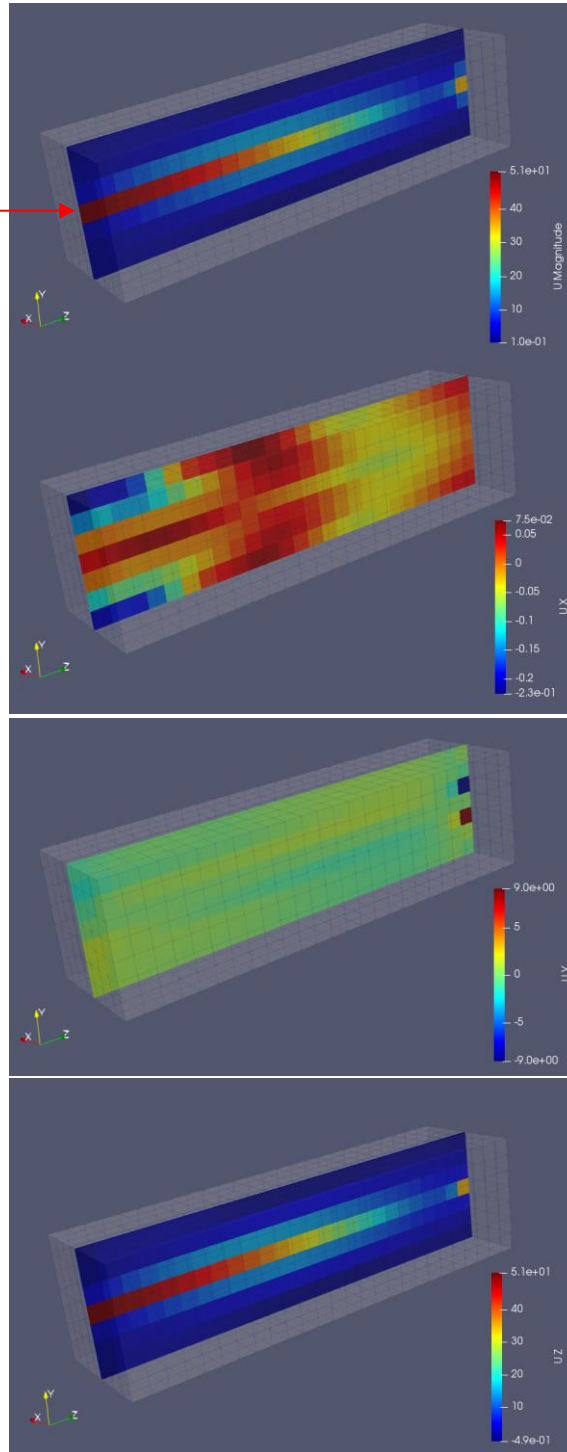 5.1e+01
40
30
20
10
1.0e-01
U Magnitude
Y
X
Z
7.5e-02
0.05
0
-0.05
-0.1
-0.15
-0.2
-2.3e-01
U X
Y
X
Z
9.0e+00
5
0
-5
-9.0e+00
U Y
Y
X
Z
5.1e+01
40
30
20
10
-4.9e-01
U Z
Y
X
Z